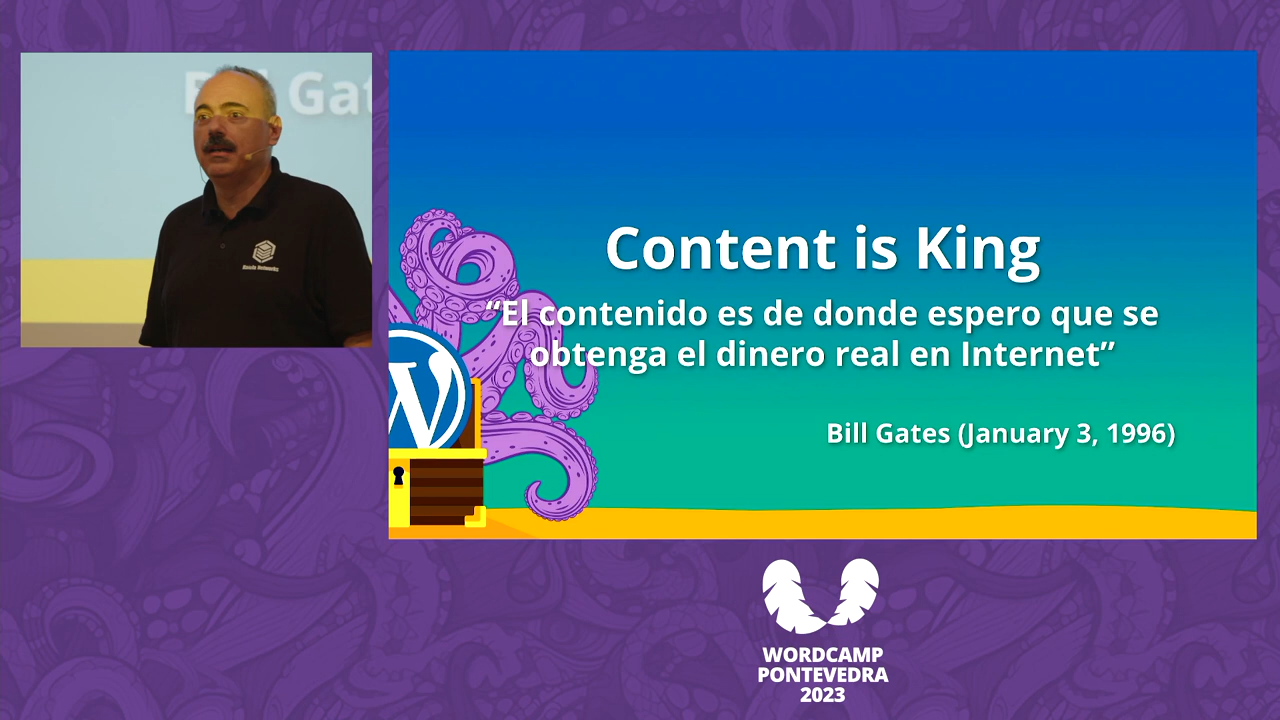 Content is King
“El contenido es de donde espero que se
obtenga el dinero real en Internet”
Bill Gates (January 3, 1996)
WORDCAMP
PONTEVEDRA
2023